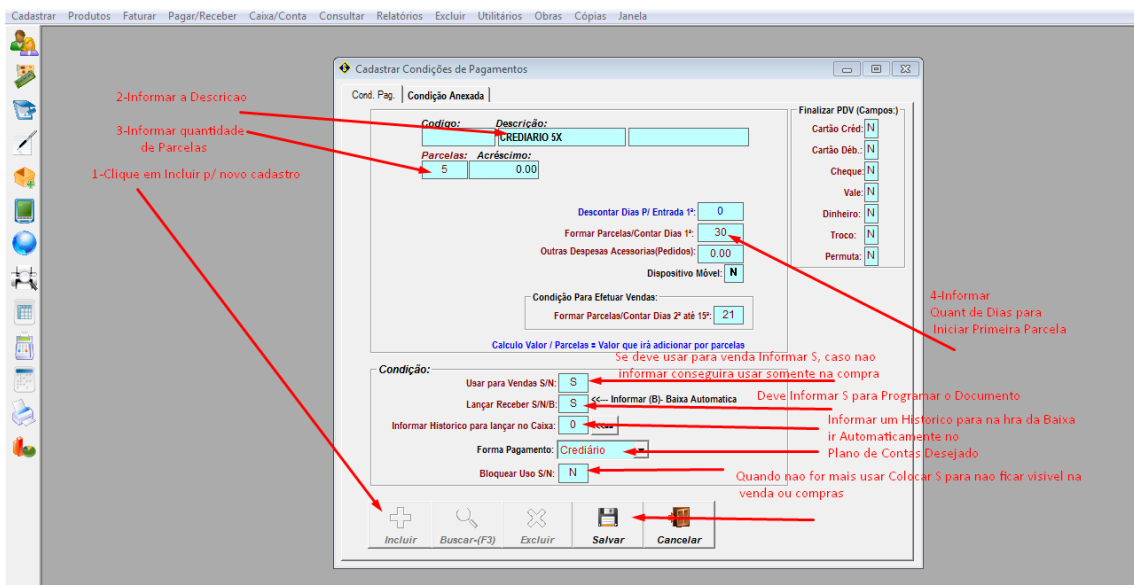 Cadastrar Produtos Faturar Pagar/Receber Caixa/Conta Consultar Relatórios Excluir Utilitários Obras Cópias Janela
Cadastrar Condições de Pagamentos
Cond. Pag. Condição Anexada
2-Informar a Descricao
3-Informar quantidade
de Parcelas
1-Clique em Incluir p/ novo cadastro
Codigo: Descrição:
CREDIARIO 5X
Parcelas: Acréscimo:
5 0.00
Descontar Dias P/ Entrada 1ª: 0
Formar Parcelas/Contar Dias 1ª: 30
Outras Despesas Acessorias(Pedidos): 0.00
Dispositivo Móvel: N
Condição Para Efetuar Vendas:
Formar Parcelas/Contar Dias 2ª até 15ª: 21
Calculo Valor / Parcelas = Valor que irá adicionar por parcelas
Finalizar PDV (Campos:)
Cartão Créd: N
Cartão Déb.: N
Cheque: N
Vale: N
Dinheiro: N
Troco: N
Permuta: N
4-Informar
Quant de Dias para
Iniciar Primeira Parcela
Condição:
Usar para Vendas S/N: S
Lançar Receber S/N/B: S <<--- Informar (B)- Baixa Automatica
Informar Historico para lançar no Caixa: 0 <<==
Forma Pagamento: Crediário
Bloquear Uso S/N: N
Se deve usar para venda Informar S, caso nao
informar conseguira usar somente na compra
Deve Informar S para Programar o Documento
Informar um Historico para na hra da Baixa
ir Automaticamente no
Plano de Contas Desejado
Quando nao for mais usar Colocar S para nao ficar visivel na
venda ou compras
Incluir Buscar-(F3) Excluir Salvar Cancelar